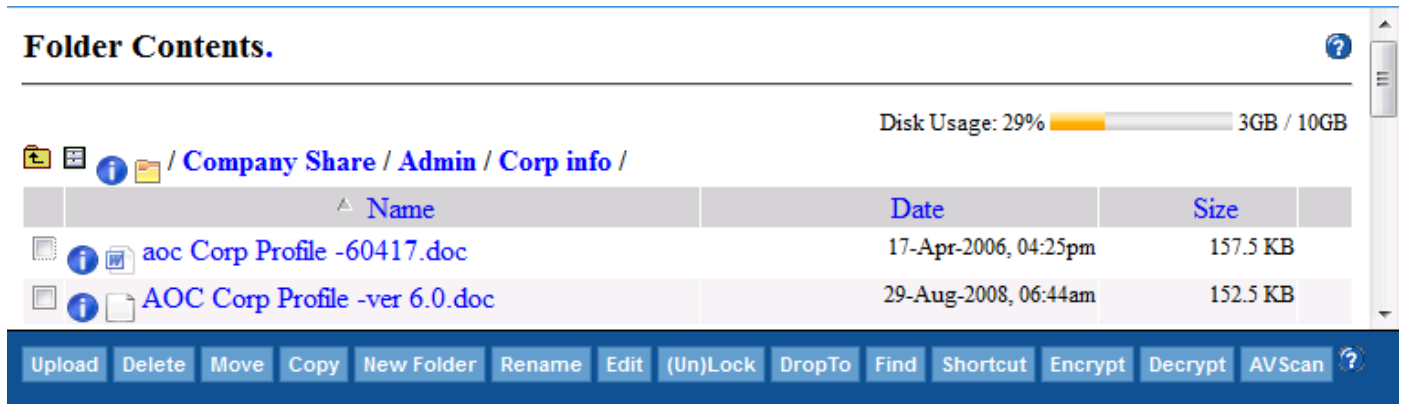 Folder Contents.
Disk Usage: 29% 3GB / 10GB
/ Company Share / Admin / Corp info /
Name Date Size
aoc Corp Profile -60417.doc 17-Apr-2006, 04:25pm 157.5 KB
AOC Corp Profile -ver 6.0.doc 29-Aug-2008, 06:44am 152.5 KB
Upload Delete Move Copy New Folder Rename Edit (Un)Lock DropTo Find Shortcut Encrypt Decrypt AVScan ?